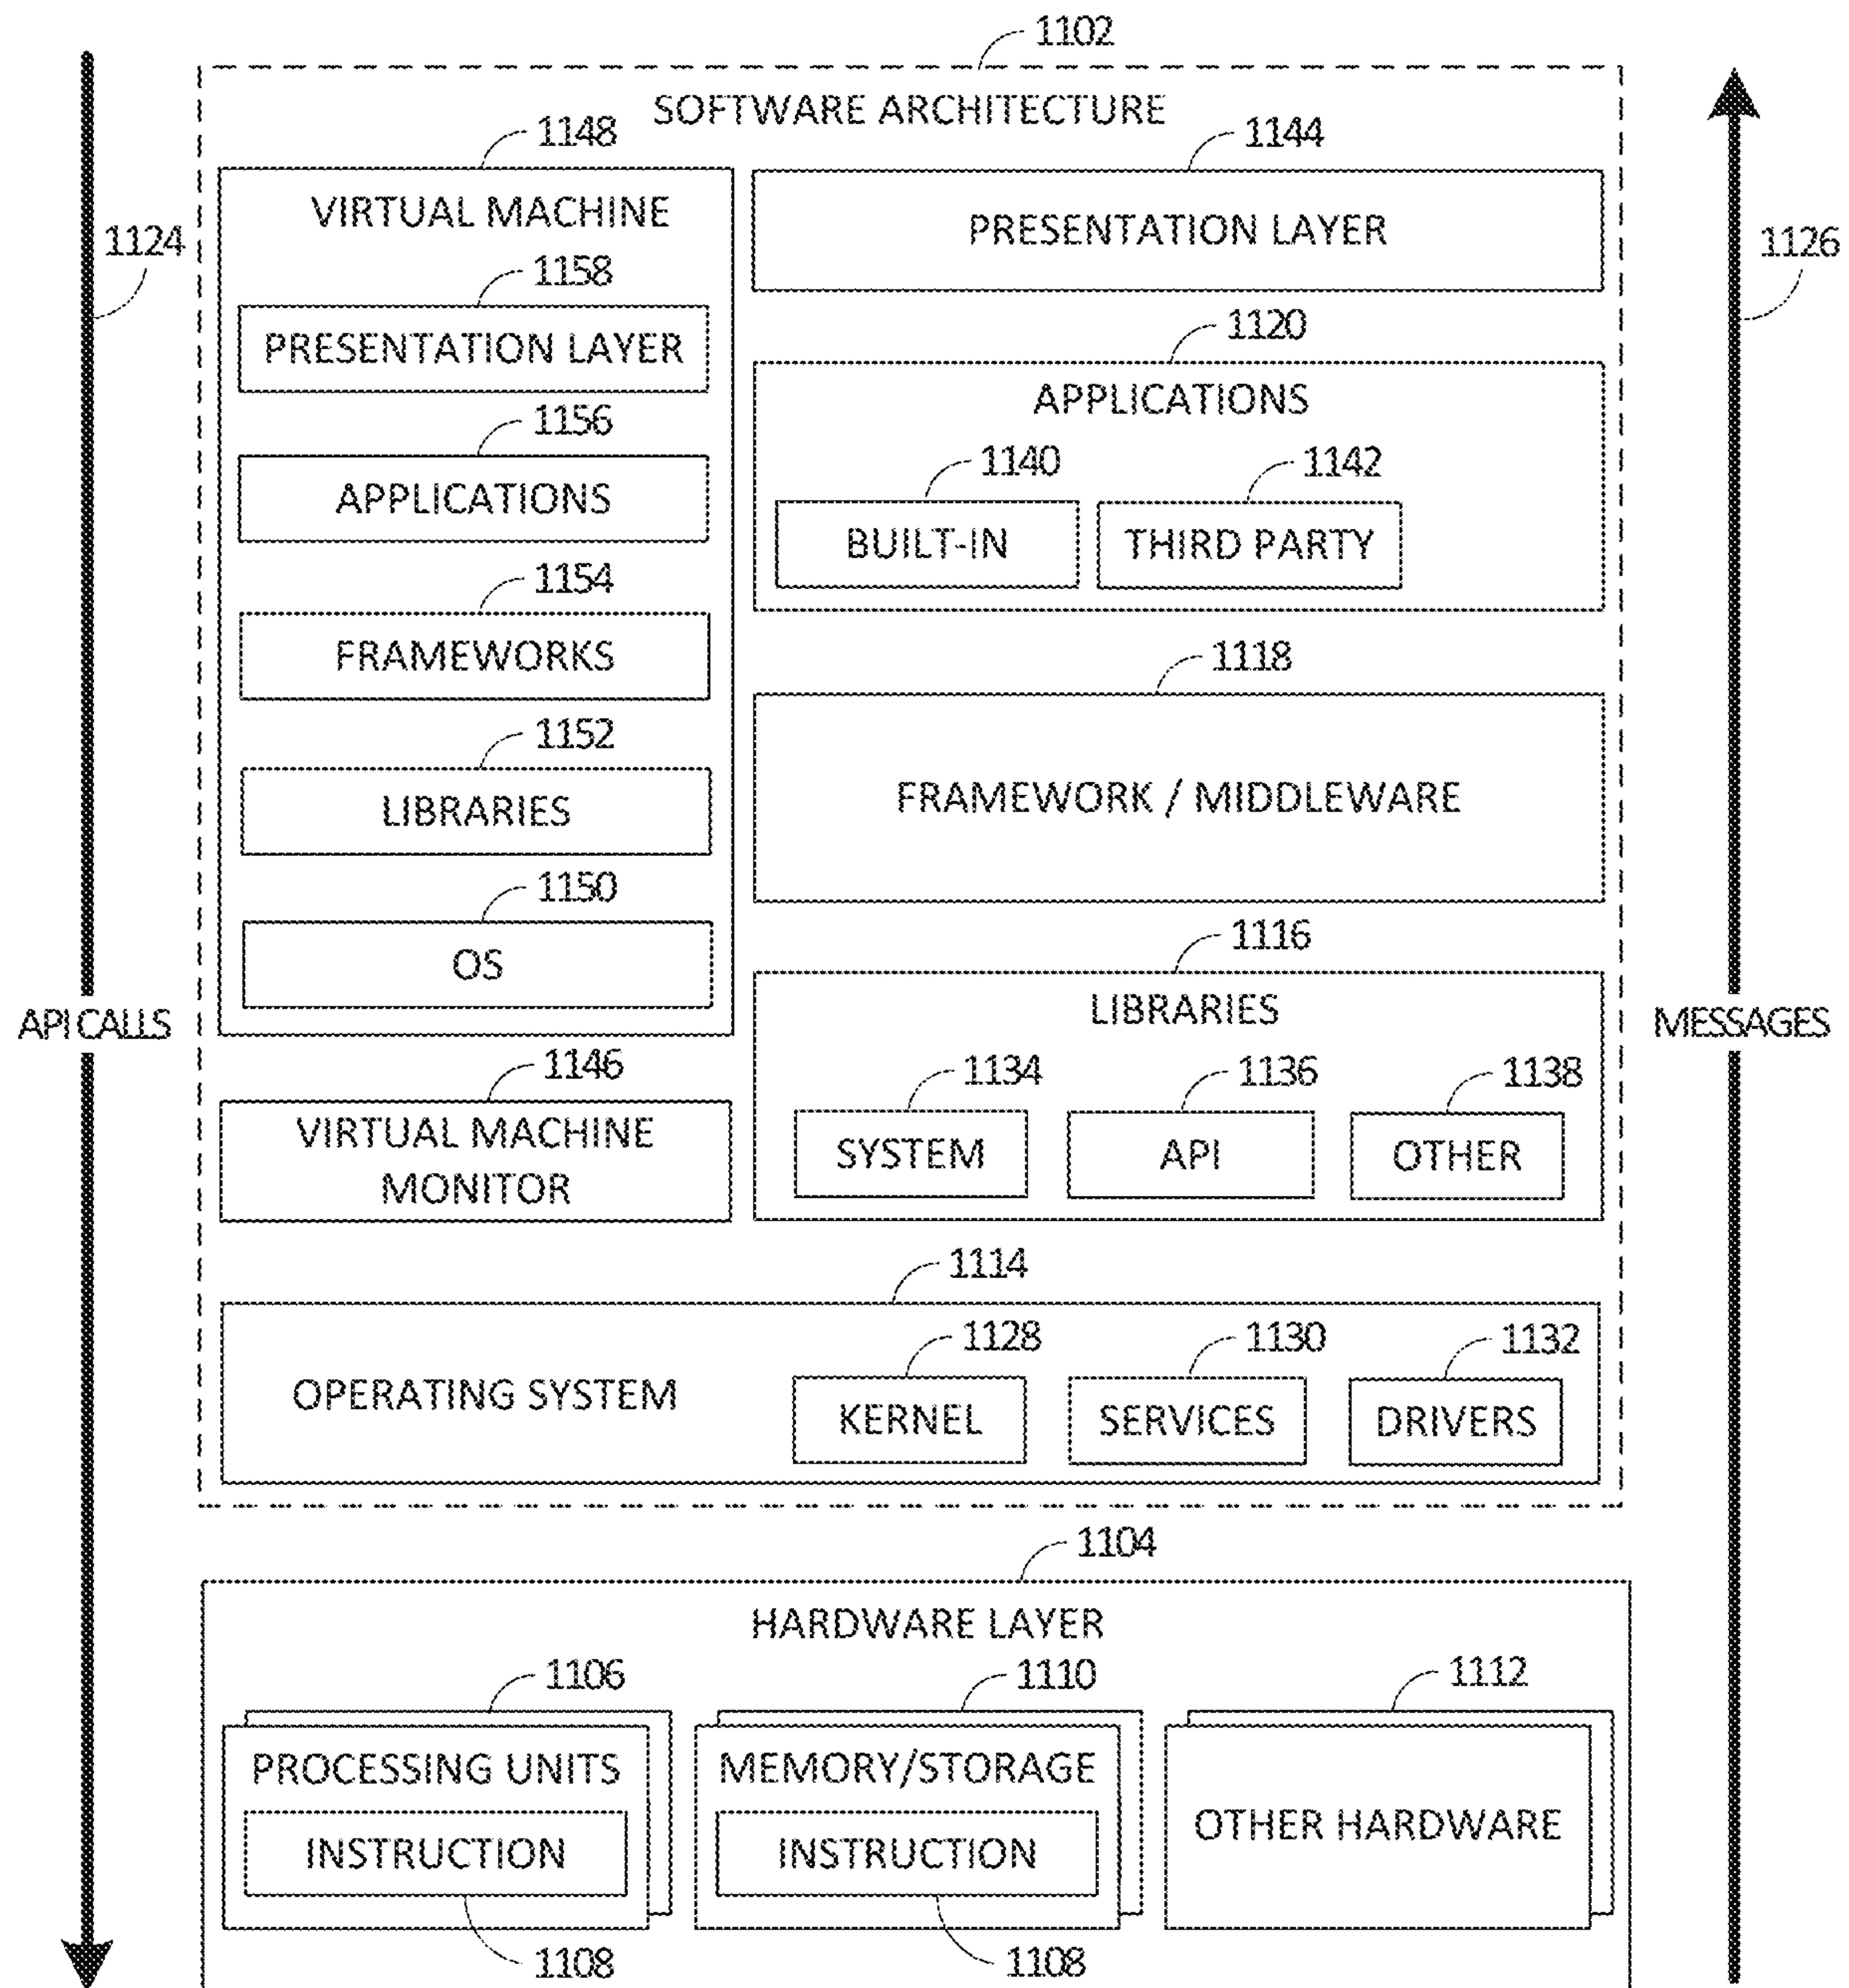 1102
SOFTWARE ARCHITECTURE
1148
1144
VIRTUAL MACHINE
PRESENTATION LAYER
1124
1126
1158
PRESENTATION LAYER
1120
APPLICATIONS
1156
APPLICATIONS
1140
1142
BUILT-IN
THIRD PARTY
1154
FRAMEWORKS
1118
FRAMEWORK / MIDDLEWARE
1152
LIBRARIES
1150
OS
1116
LIBRARIES
API CALLS
MESSAGES
1146
VIRTUAL MACHINE
MONITOR
1134
1136
1138
SYSTEM
API
OTHER
1114
OPERATING SYSTEM
1128
1130
1132
KERNEL
SERVICES
DRIVERS
1104
HARDWARE LAYER
1106
1110
1112
PROCESSING UNITS
MEMORY/STORAGE
OTHER HARDWARE
INSTRUCTION
INSTRUCTION
1108
1108